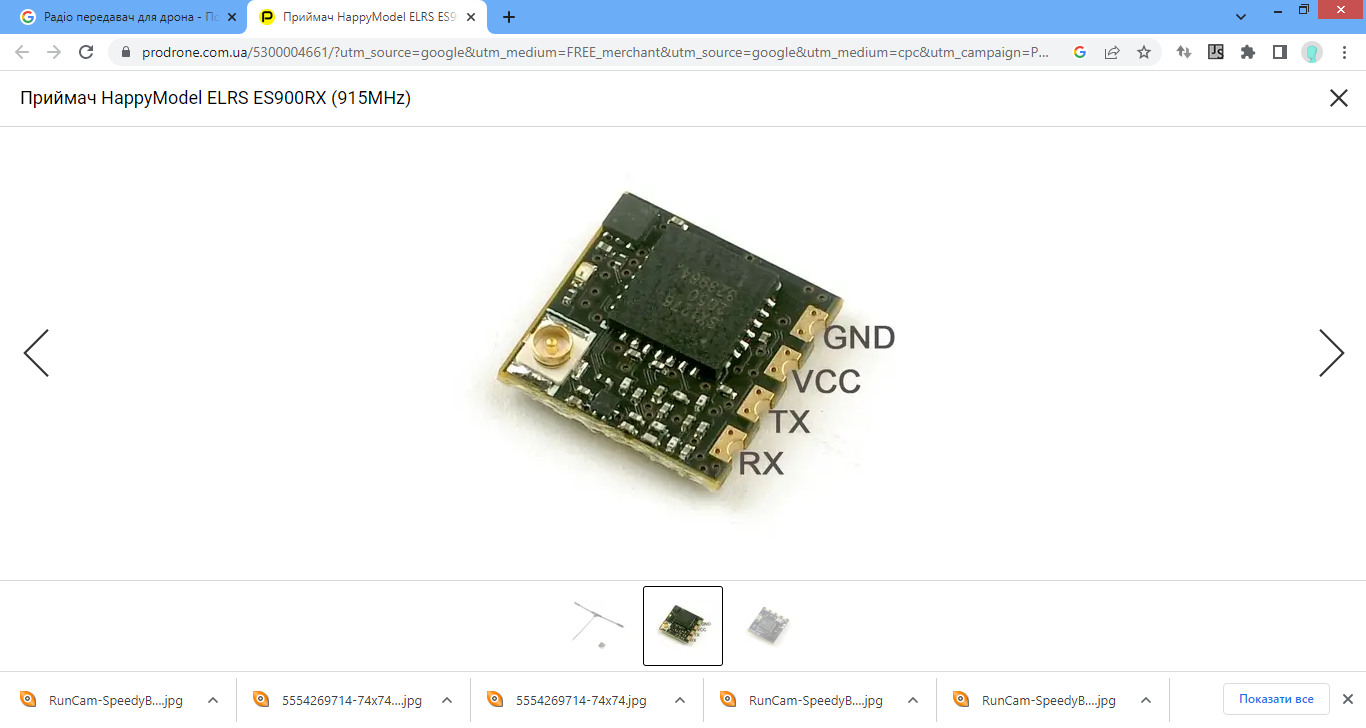 Радіо передавач для дрона - По
Приймач HappyModel ELRS ES9
prodrone.com.ua/5300004661/?utm_source=google&utm_medium=FREE_merchant&utm_source=google&utm_medium=cpc&utm_campaign=P...
Приймач HappyModel ELRS ES900RX (915MHz)
GND
VCC
TX
RX
RunCam-SpeedyB....jpg
5554269714-74x74....jpg
5554269714-74x74.jpg
RunCam-SpeedyB....jpg
RunCam-SpeedyB....jpg
Показати все